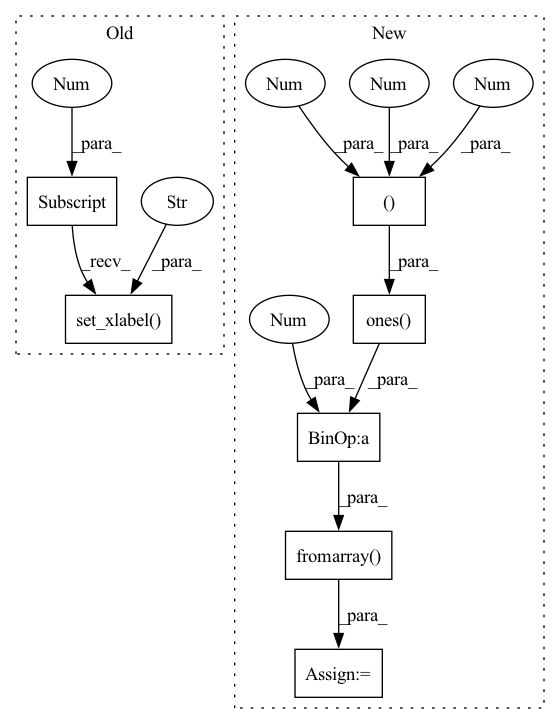 Old
New
Num
Num
Num
Num
_para_
_para_
_para_
_para_
Subscript
Str
()
_recv_
_para_
_para_
set_xlabel()
Num
ones()
_para_
_para_
BinOp:a
_para_
fromarray()
_para_
Assign:=